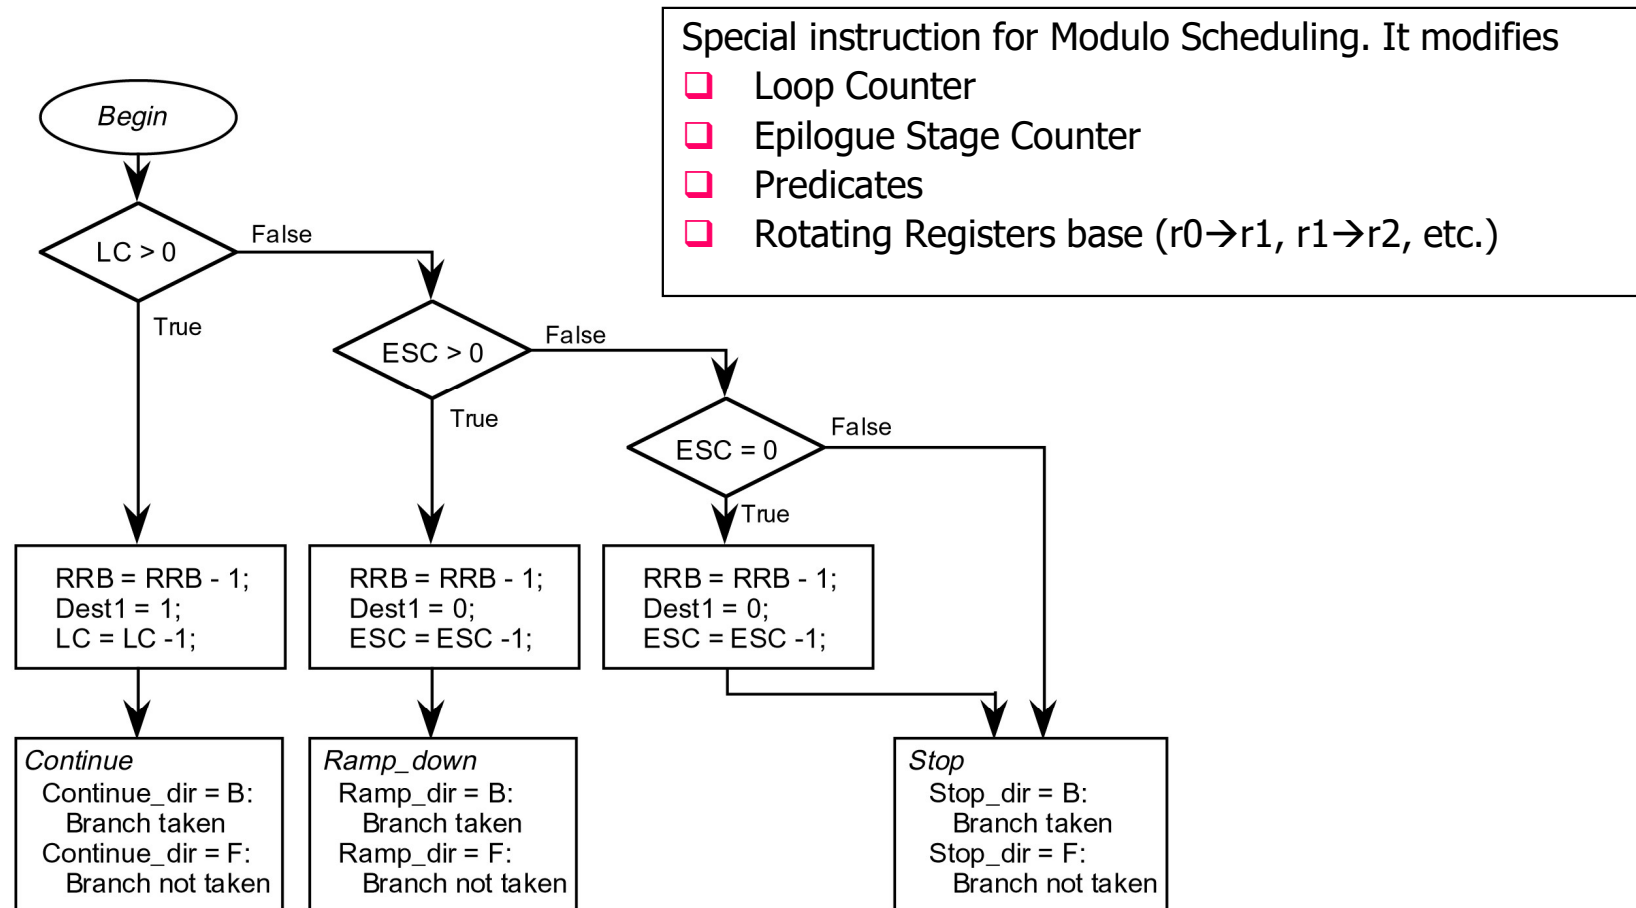 Special instruction for Modulo Scheduling. It modifies
Loop Counter
Epilogue Stage Counter
Predicates
Rotating Registers base (r0→r1, r1→r2, etc.)
Begin
LC > 0
False
True
ESC > 0
False
True
ESC = 0
False
True
RRB = RRB - 1;
Dest1 = 1;
LC = LC -1;
RRB = RRB - 1;
Dest1 = 0;
ESC = ESC -1;
RRB = RRB - 1;
Dest1 = 0;
ESC = ESC -1;
Continue
Continue_dir = B:
Branch taken
Continue_dir = F:
Branch not taken
Ramp_down
Ramp_dir = B:
Branch taken
Ramp_dir = F:
Branch not taken
Stop
Stop_dir = B:
Branch taken
Stop_dir = F:
Branch not taken